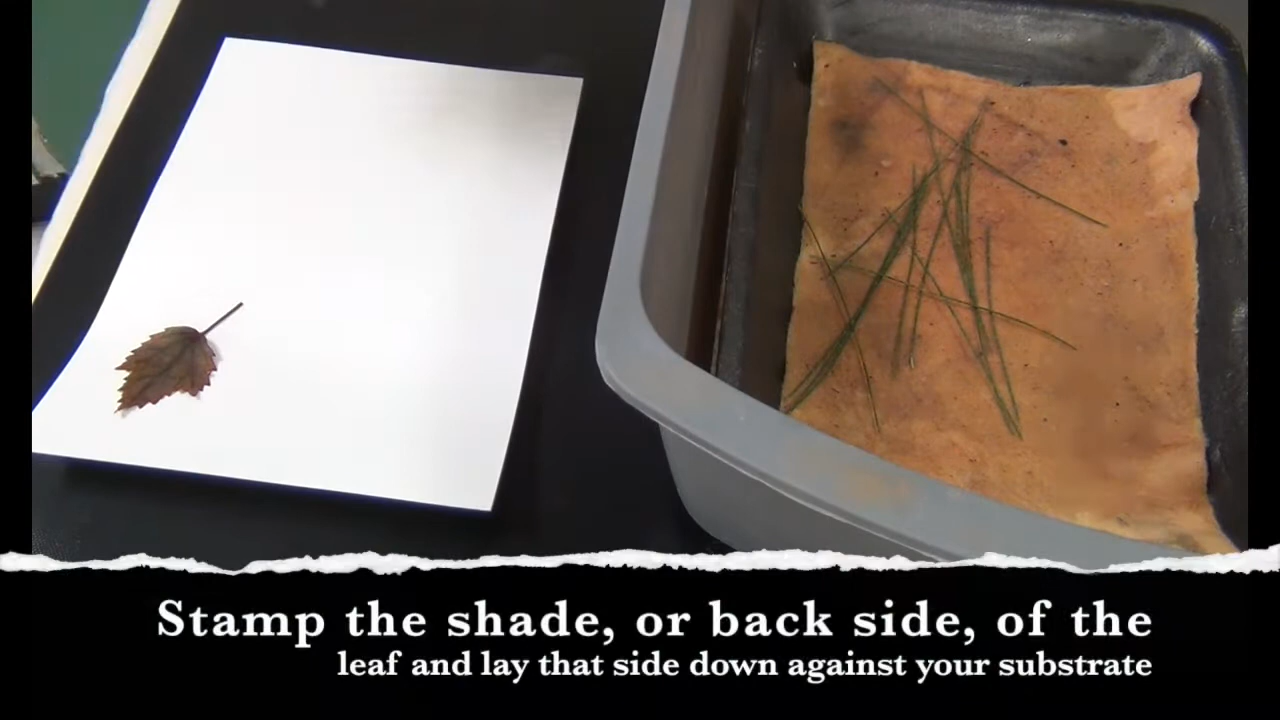 Stamp the shade, or back side, of the
leaf and lay that side down against your substrate